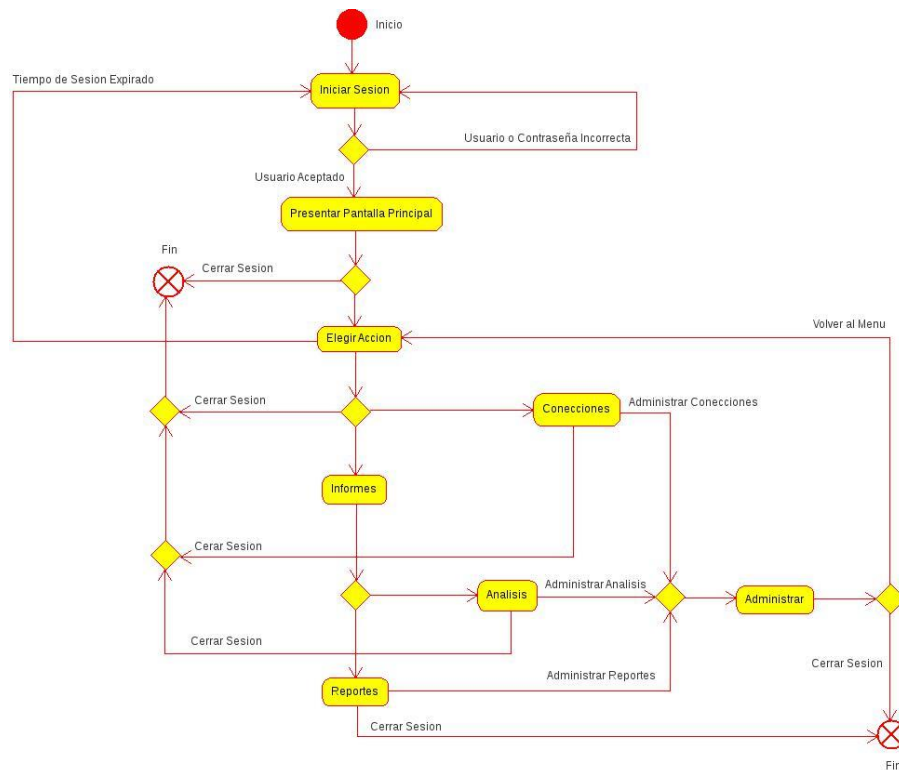 Inicio
Tiempo de Sesion Expirado
Iniciar Sesion
Usuario o Contraseña Incorrecta
Usuario Aceptado
Presentar Pantalla Principal
Fin
Cerrar Sesion
Volver al Menu
Elegir Accion
Cerrar Sesion
Conecciones
Administrar Conecciones
Informes
Cerar Sesion
Administrar Analisis
Analisis
Administrar
Cerrar Sesion
Cerrar Sesion
Administrar Reportes
Reportes
Cerrar Sesion
Fin